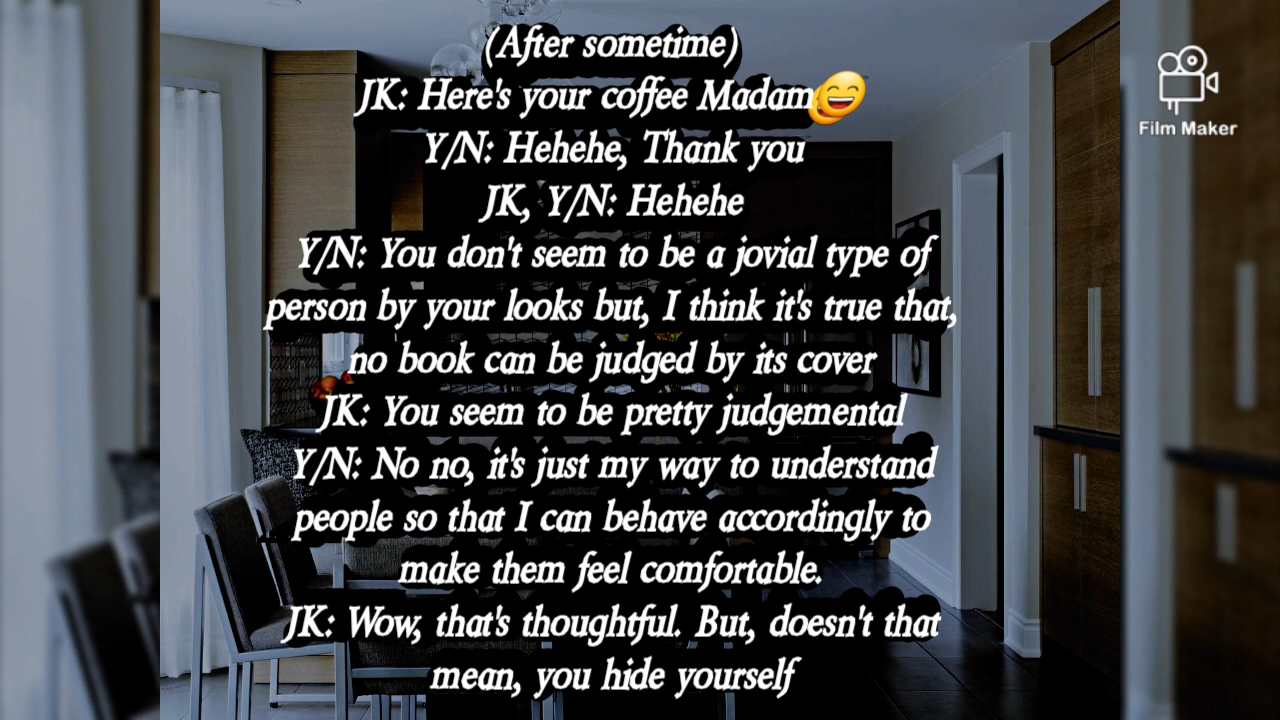 (After sometime)
JK: Here's your coffee Madam😄
Y/N: Hehehe, Thank you
JK, Y/N: Hehehe
Y/N: You don't seem to be a jovial type of
person by your looks but, I think it's true that,
no book can be judged by its cover
JK: You seem to be pretty judgemental
Y/N: No no, it's just my way to understand
people so that I can behave accordingly to
make them feel comfortable.
JK: Wow, that's thoughtful. But, doesn't that
mean, you hide yourself
Film Maker